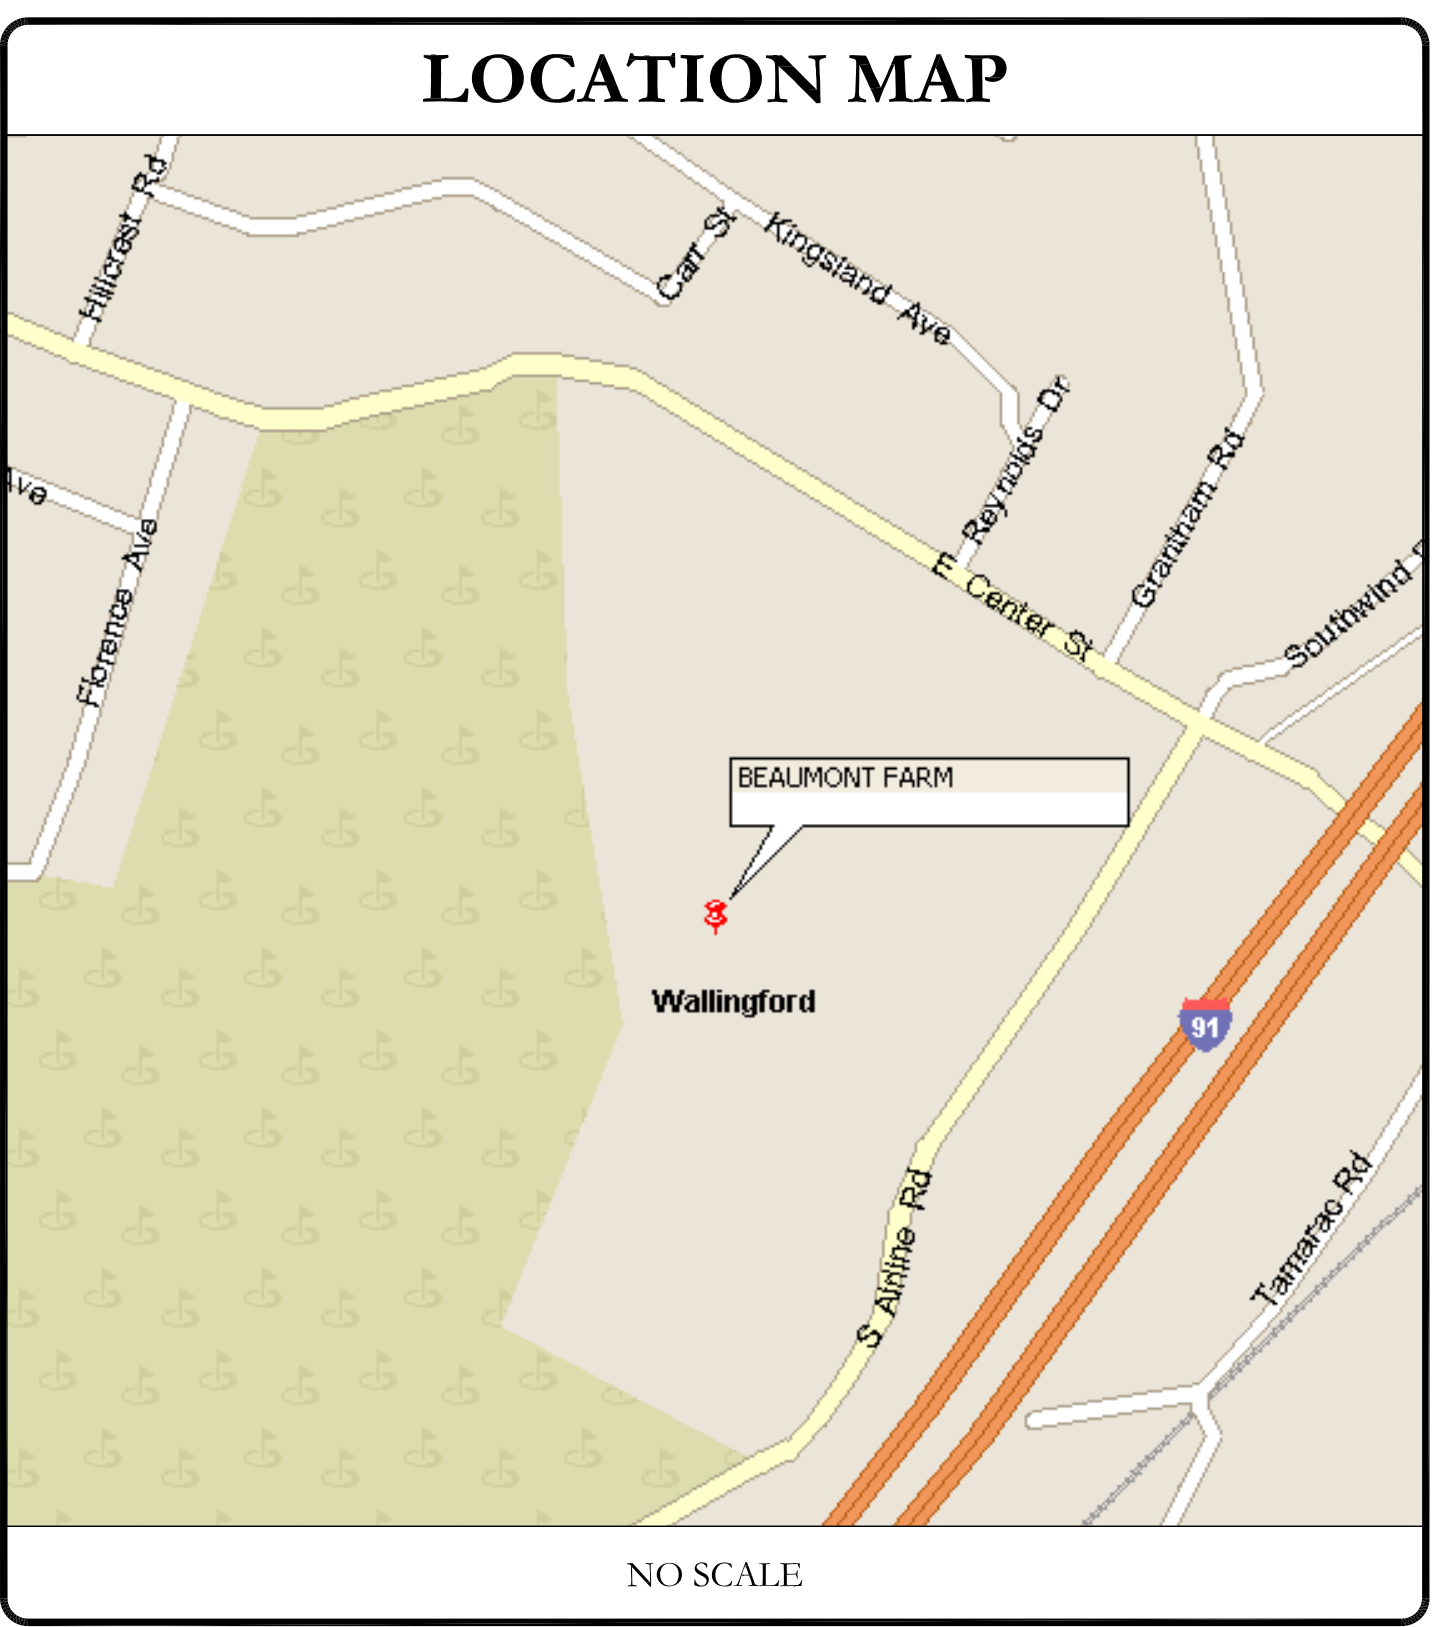 LOCATION MAP
Hillcrest Rd
Carr St
Kingsland Ave
Reynolds Dr
Grantham Rd
Ave
Florence Ave
E Center St
Southwind
BEAUMONT FARM
Wallingford
91
S Airline Rd
Tamarac Rd
NO SCALE